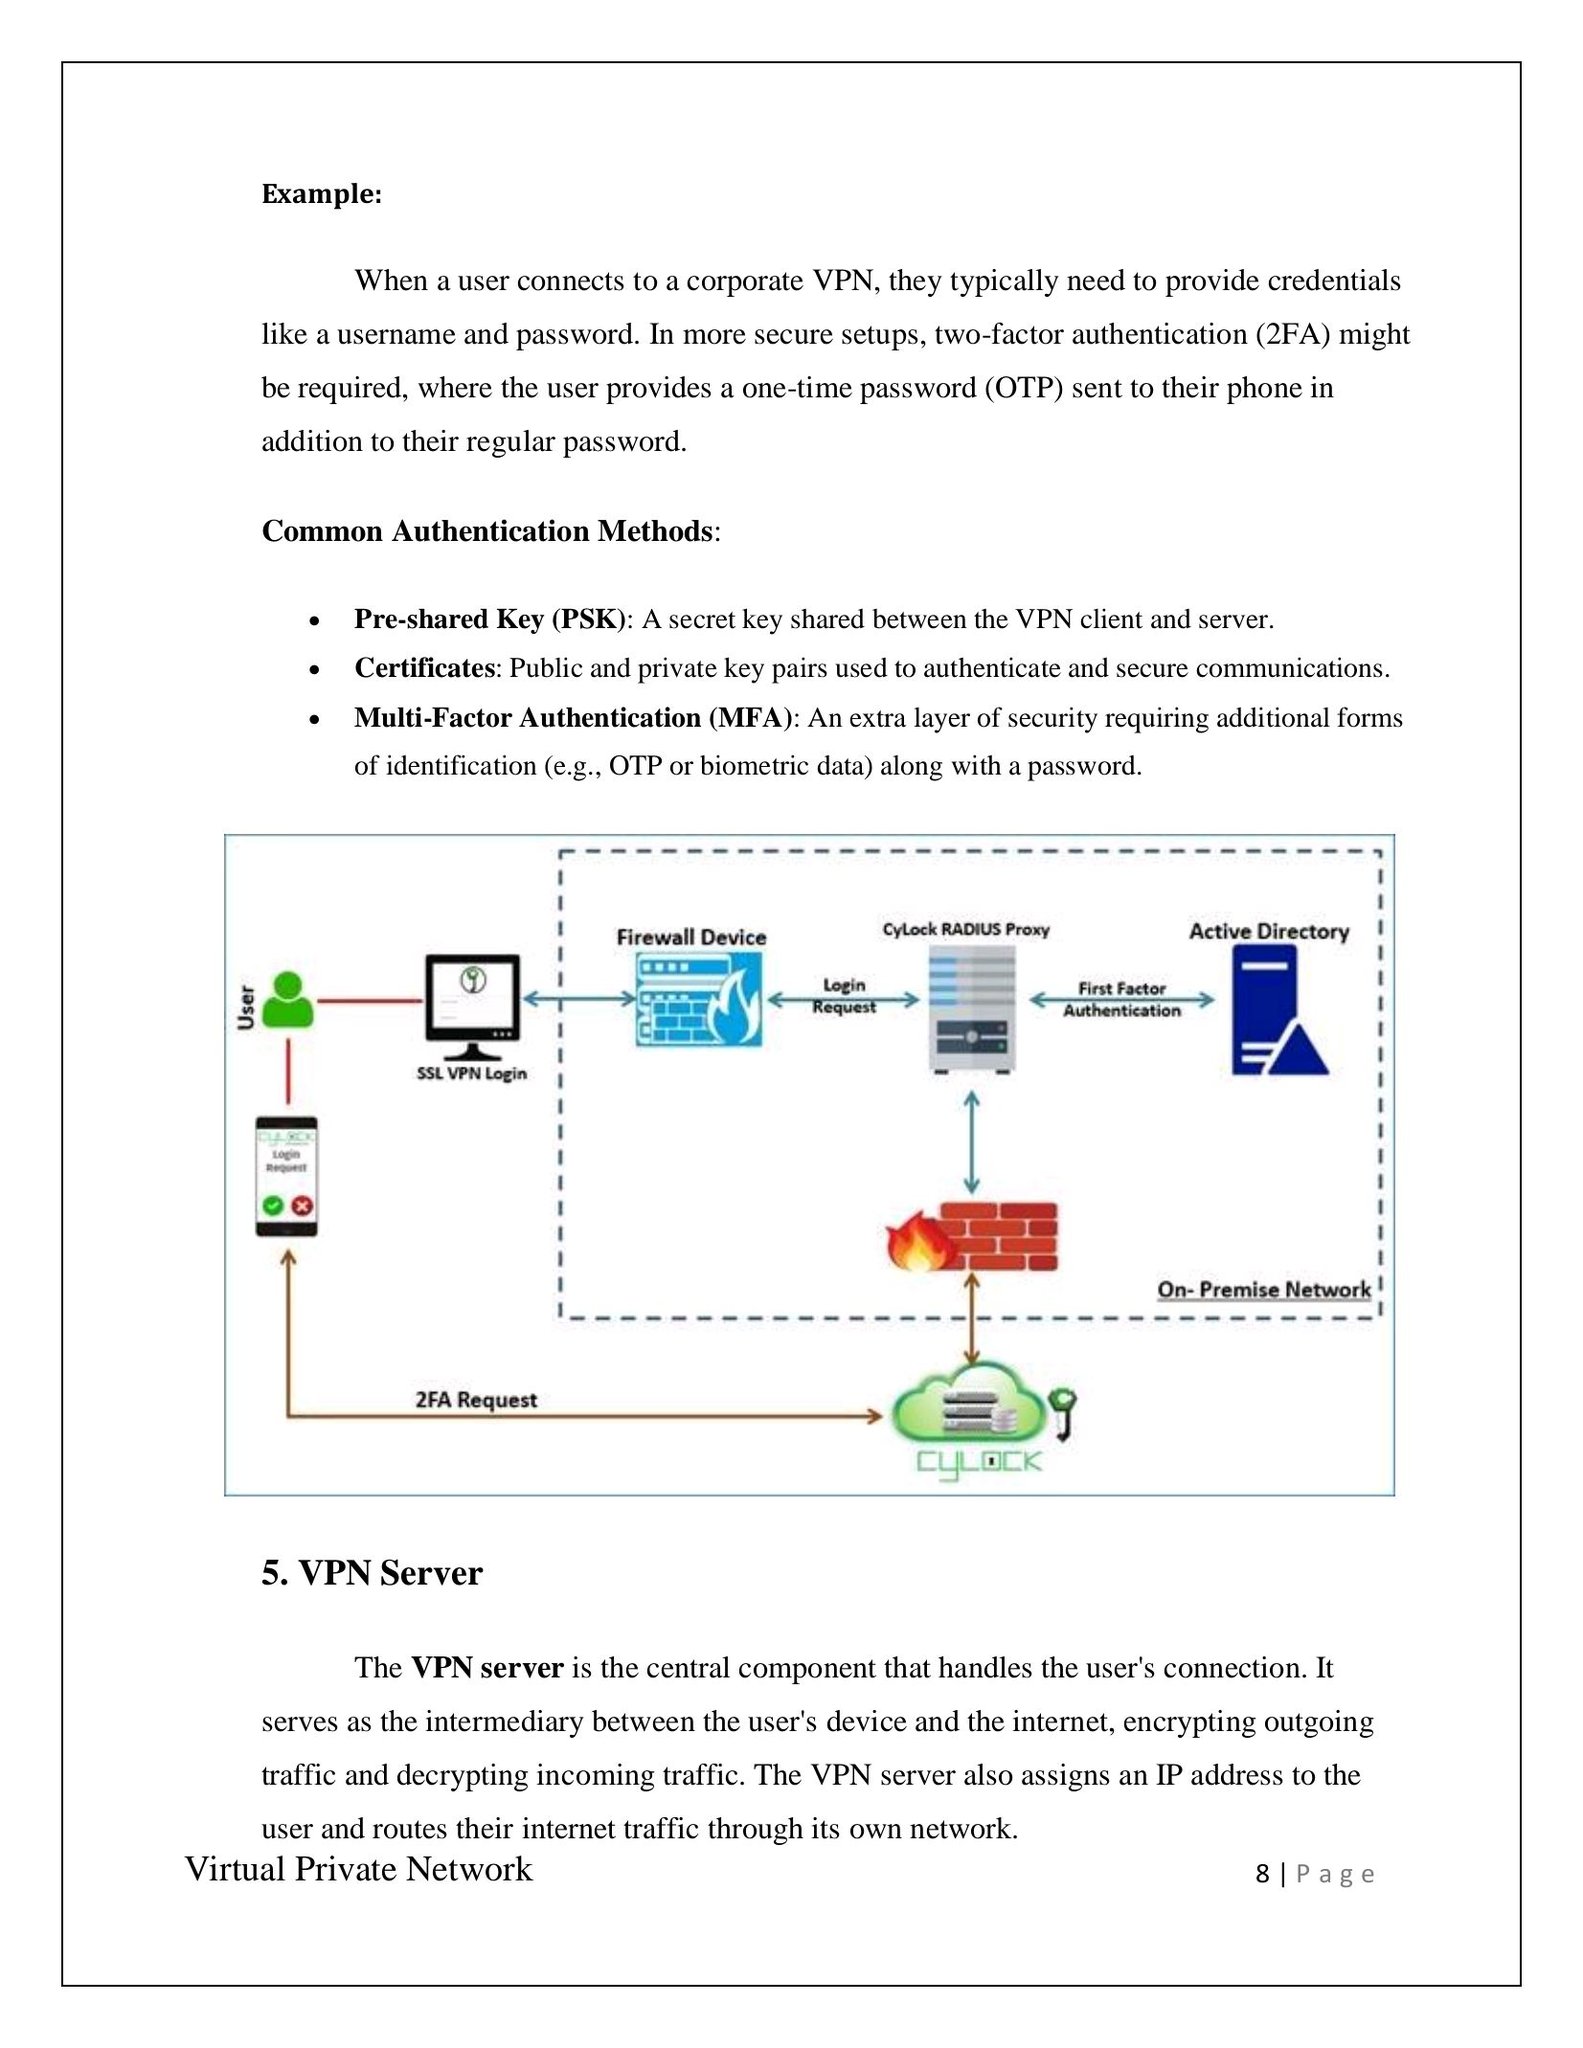 Example:
When a user connects to a corporate VPN, they typically need to provide credentials
like a username and password. In more secure setups, two-factor authentication (2FA) might
be required, where the user provides a one-time password (OTP) sent to their phone in
addition to their regular password.
Common Authentication Methods:
• Pre-shared Key (PSK): A secret key shared between the VPN client and server.
• Certificates: Public and private key pairs used to authenticate and secure communications.
• Multi-Factor Authentication (MFA): An extra layer of security requiring additional forms
of identification (e.g., OTP or biometric data) along with a password.
User
SSL VPN Login
Firewall Device
Login
Request
CyLock RADIUS Proxy
First Factor
Authentication
Active Directory
CYLOCK
Login
Request
On- Premise Network
2FA Request
CYLOCK
5. VPN Server
The VPN server is the central component that handles the user's connection. It
serves as the intermediary between the user's device and the internet, encrypting outgoing
traffic and decrypting incoming traffic. The VPN server also assigns an IP address to the
user and routes their internet traffic through its own network.
Virtual Private Network
8 | Page